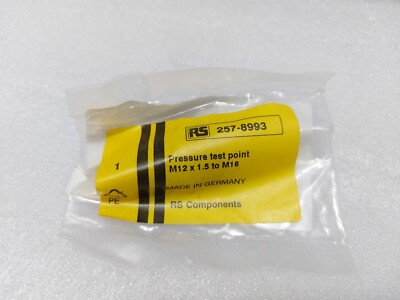 RS 257-8993
1
Pressure test point
M12 x 1.5 to M16
MADE IN GERMANY
PE
RS Components